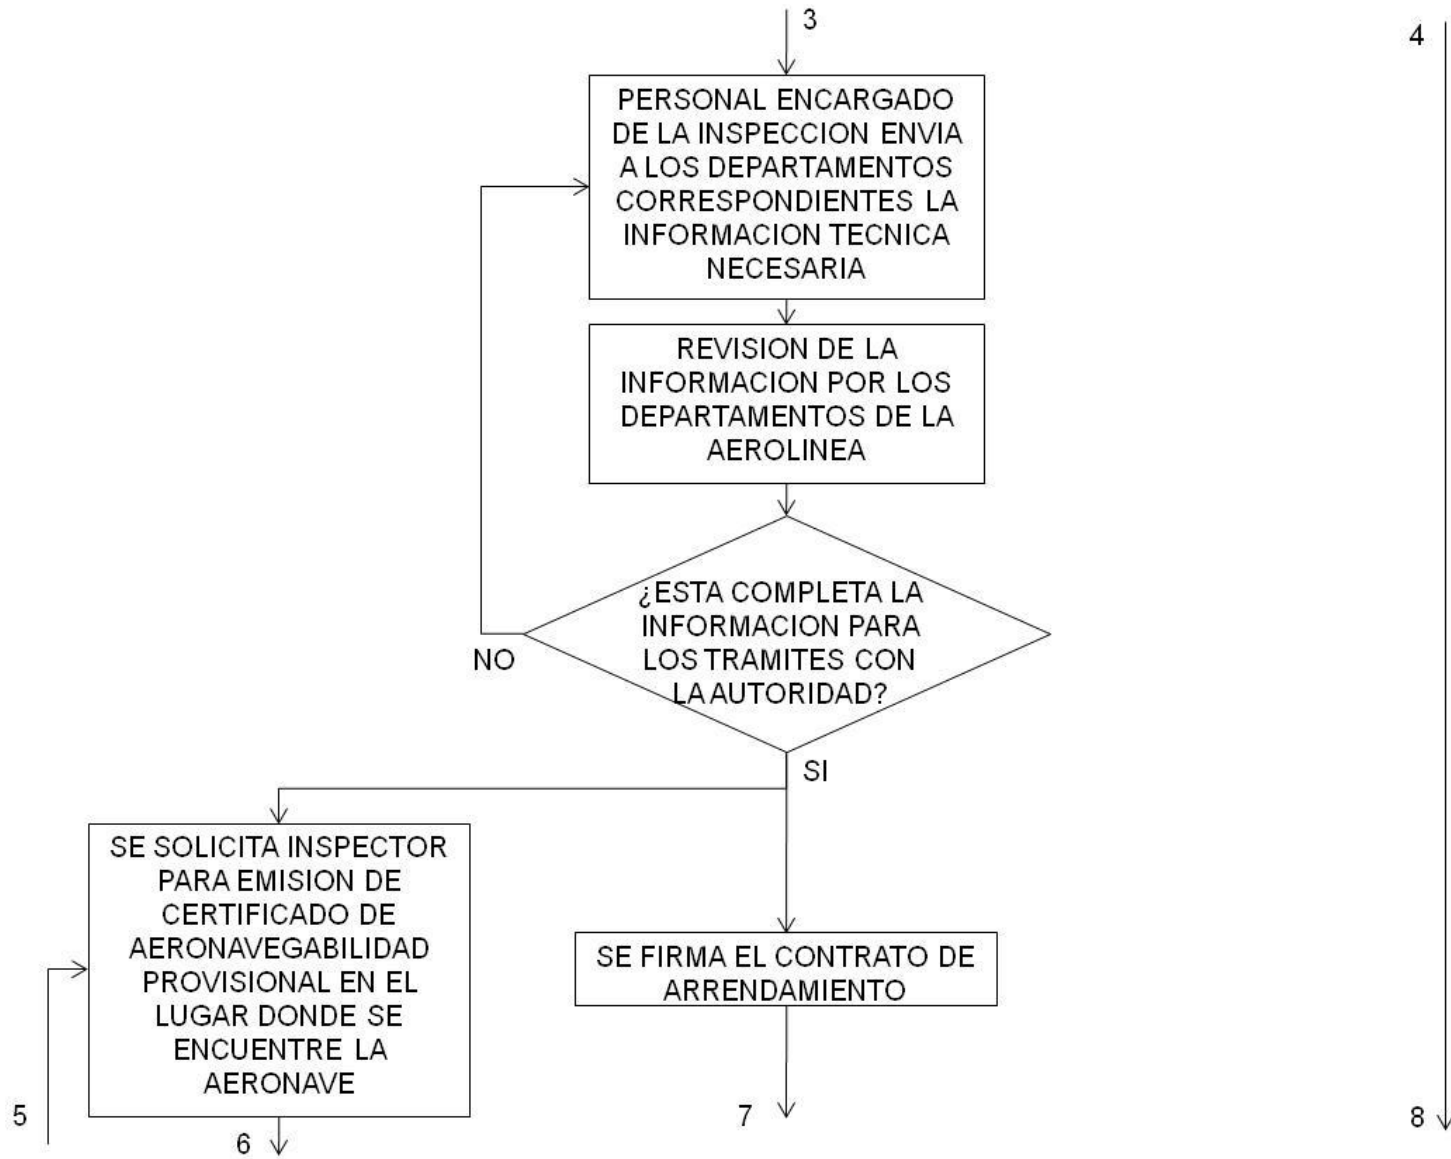 3
4
PERSONAL ENCARGADO
DE LA INSPECCION ENVIA
A LOS DEPARTAMENTOS
CORRESPONDIENTES LA
INFORMACION TECNICA
NECESARIA
REVISION DE LA
INFORMACION POR LOS
DEPARTAMENTOS DE LA
AEROLINEA
¿ESTA COMPLETA LA
INFORMACION PARA
LOS TRAMITES CON
LA AUTORIDAD?
NO
SI
SE SOLICITA INSPECTOR
PARA EMISION DE
CERTIFICADO DE
AERONAVEGABILIDAD
PROVISIONAL EN EL
LUGAR DONDE SE
ENCUENTRE LA
AERONAVE
SE FIRMA EL CONTRATO DE
ARRENDAMIENTO
5
6
7
8